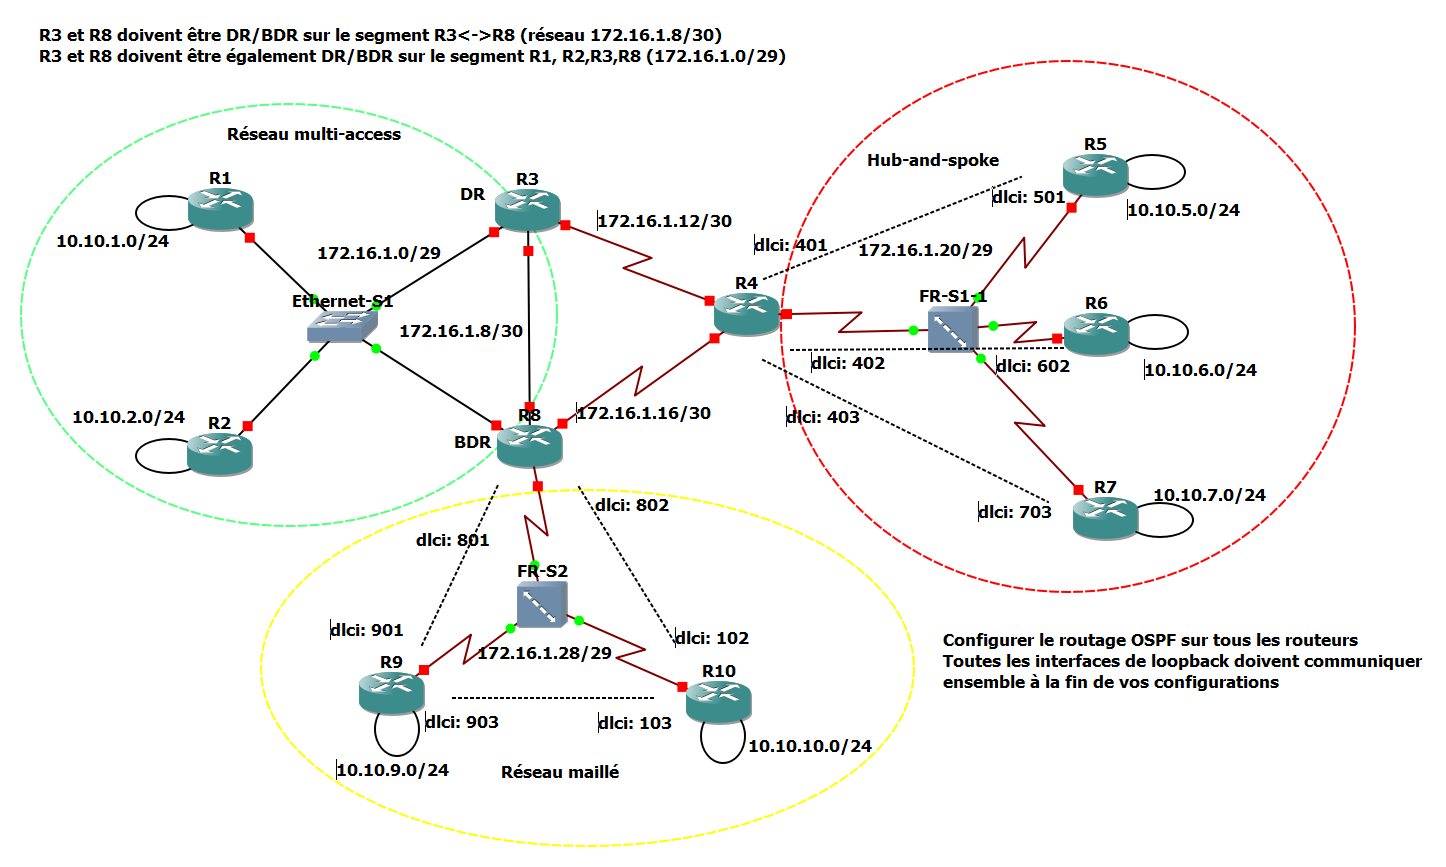 R3 et R8 doivent être DR/BDR sur le segment R3<->R8 (réseau 172.16.1.8/30)
R3 et R8 doivent être également DR/BDR sur le segment R1, R2,R3,R8 (172.16.1.0/29)
Réseau multi-access
R1
10.10.1.0/24
172.16.1.0/29
Ethernet-S1
172.16.1.8/30
10.10.2.0/24
R2
DR
R3
172.16.1.12/30
R4
R8
BDR
172.16.1.16/30
Hub-and-spoke
R5
dlci: 501
10.10.5.0/24
dlci: 401
172.16.1.20/29
FR-S1-1
R6
dlci: 402
dlci: 602
10.10.6.0/24
dlci: 403
R7
10.10.7.0/24
dlci: 703
dlci: 802
dlci: 801
FR-S2
dlci: 901
dlci: 102
172.16.1.28/29
R9
R10
dlci: 903
dlci: 103
10.10.10.0/24
10.10.9.0/24
Réseau maillé
Configurer le routage OSPF sur tous les routeurs
Toutes les interfaces de loopback doivent communiquer
ensemble à la fin de vos configurations